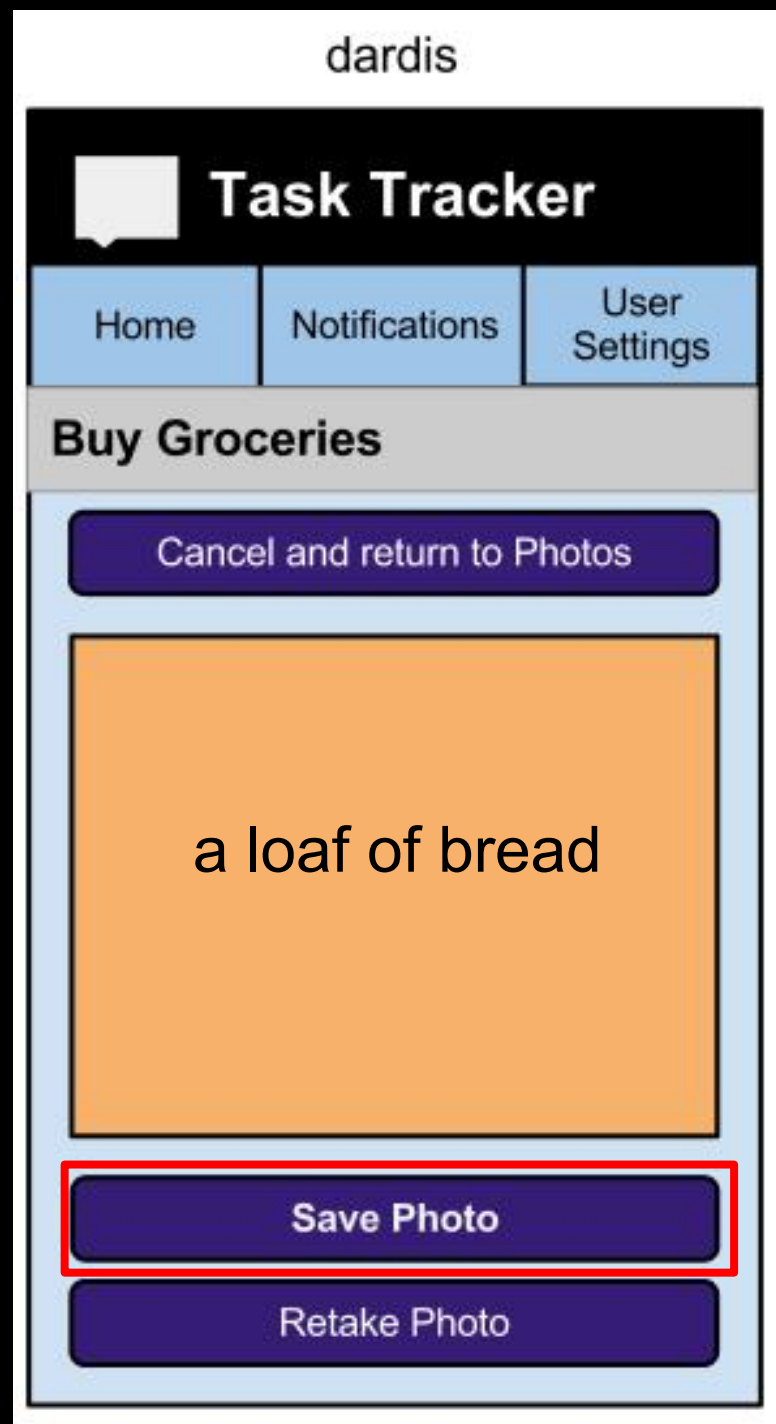 dardis
Task Tracker
Home
Notifications
User
Settings
Buy Groceries
Cancel and return to Photos
a loaf of bread
Save Photo
Retake Photo